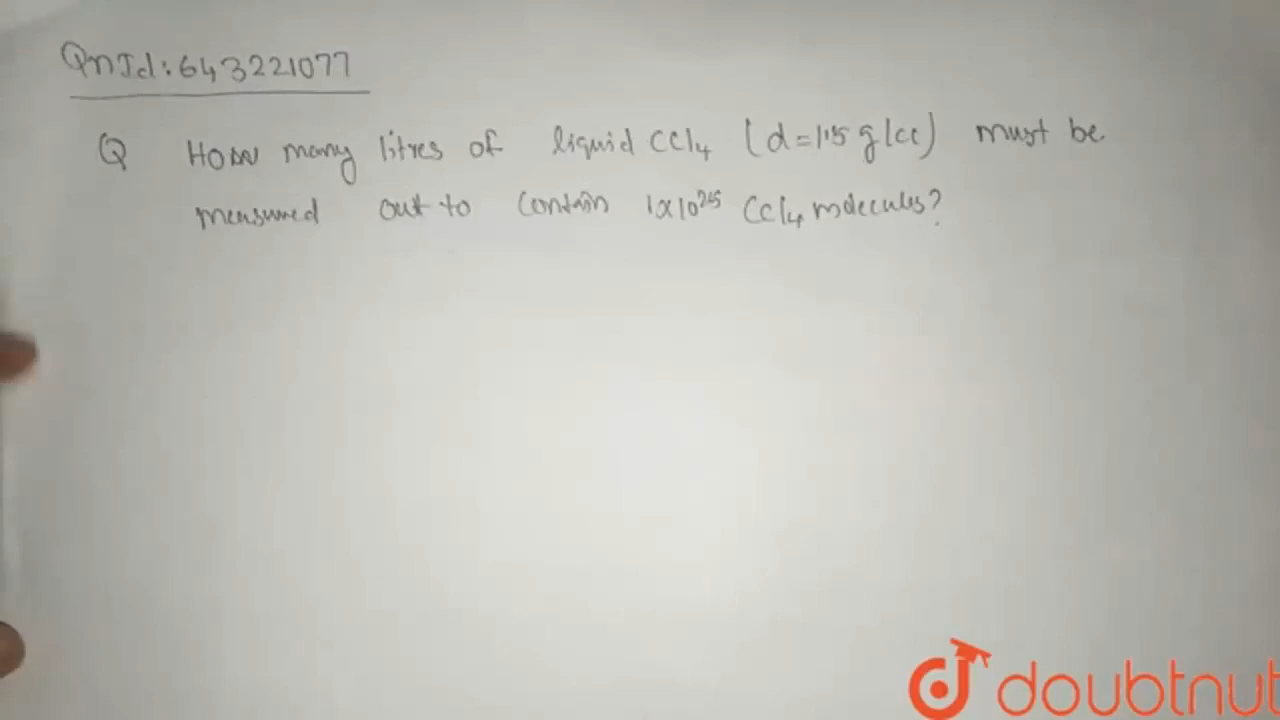 QnId:643221077
Q How many litres of liquid CCl4 (d=1.5 g/cc) must be
measured out to contain 1x10^25 CCl4 molecules?
doubtnut